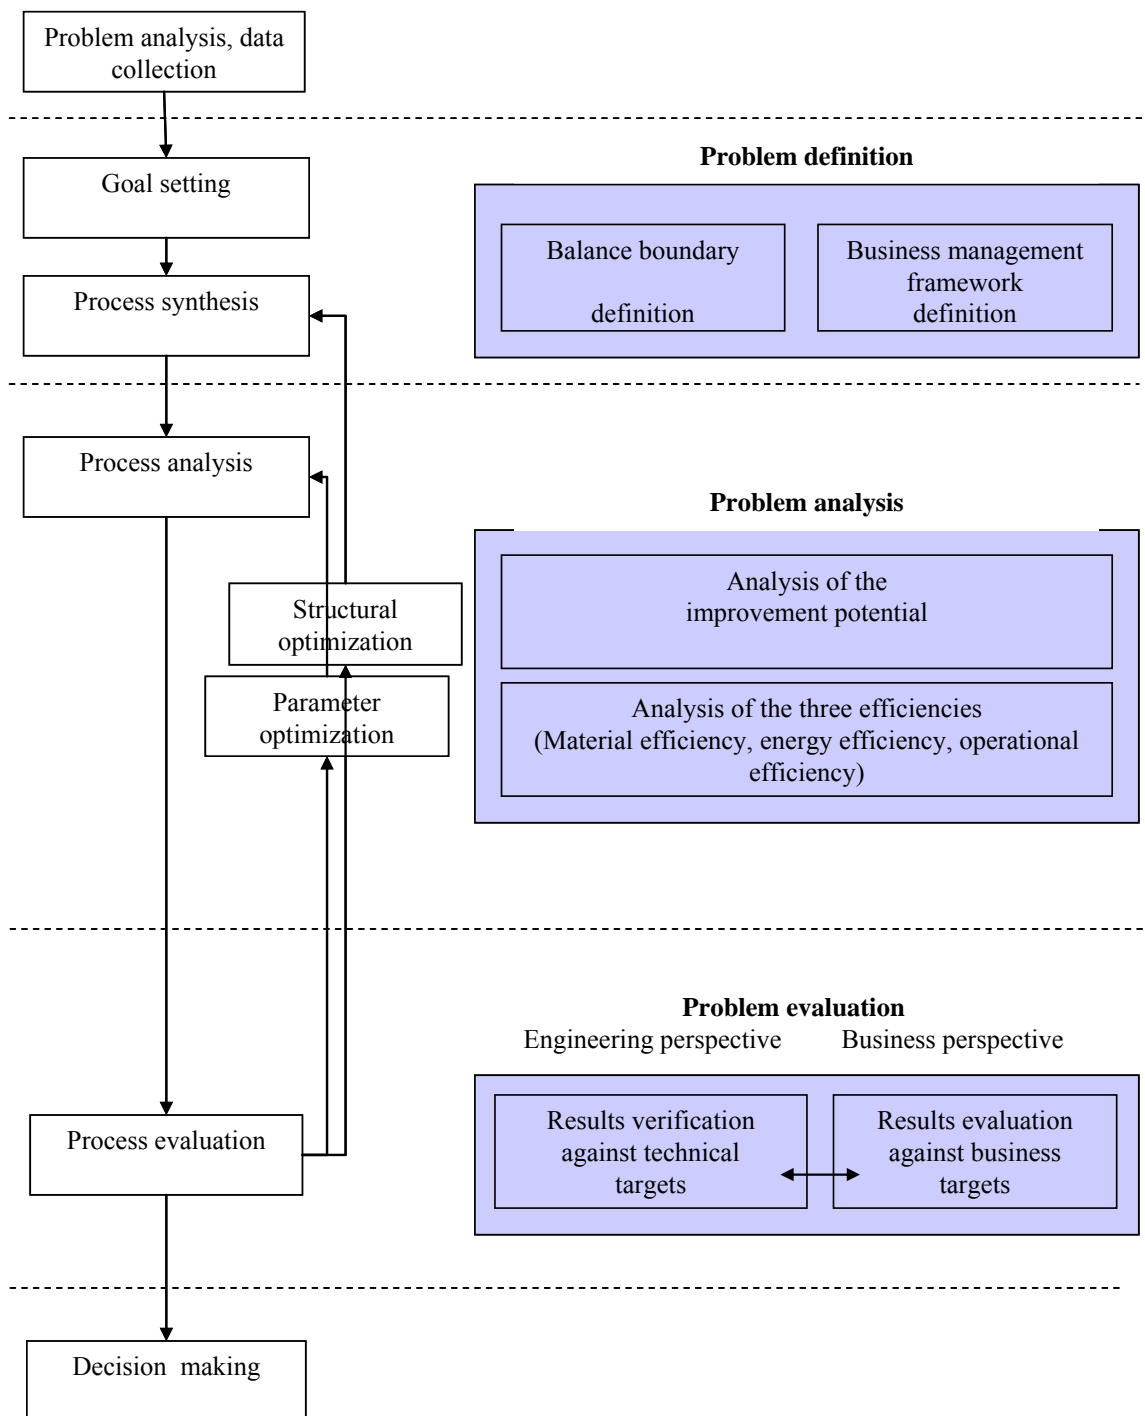 Problem analysis, data
collection
Goal setting
Process synthesis
Problem definition
Balance boundary
definition
Business management
framework
definition
Process analysis
Structural
optimization
Parameter
optimization
Problem analysis
Analysis of the
improvement potential
Analysis of the three efficiencies
(Material efficiency, energy efficiency, operational
efficiency)
Problem evaluation
Engineering perspective
Business perspective
Process evaluation
Results verification
against technical
targets
Results evaluation
against business
targets
Decision  making